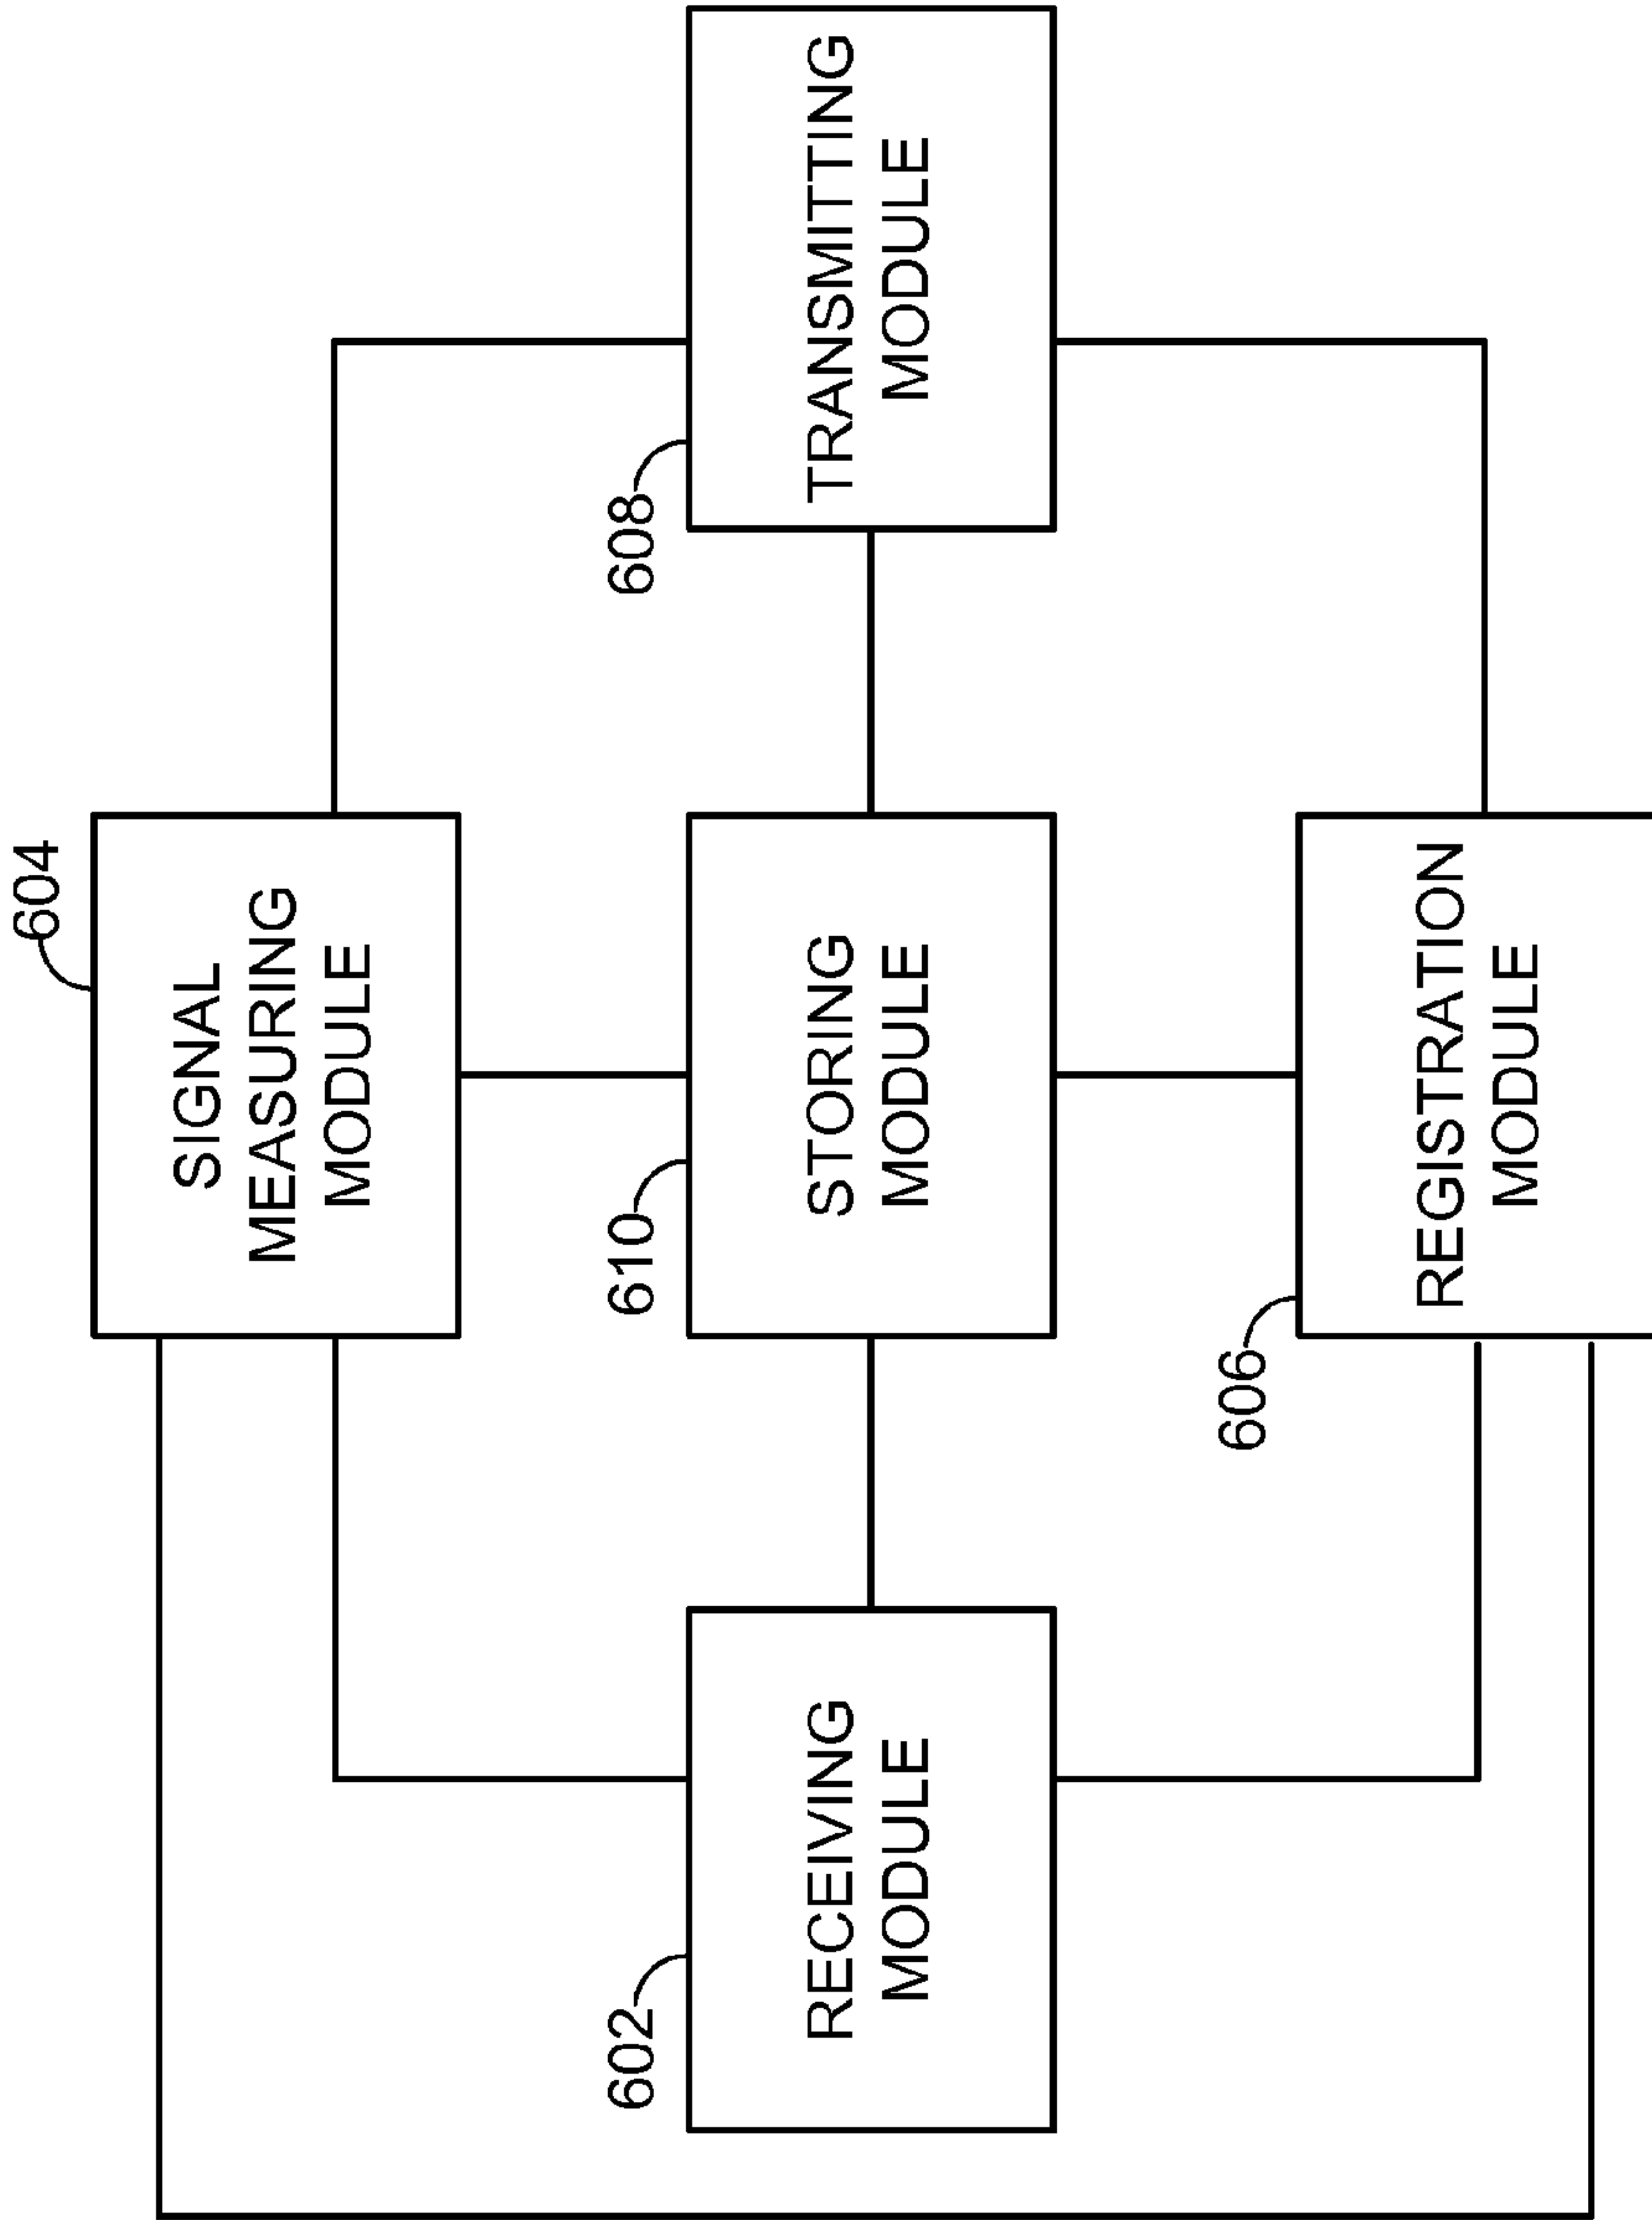 604
SIGNAL
MEASURING
MODULE
602
RECEIVING
MODULE
610
STORING
MODULE
608
TRANSMITTING
MODULE
606
REGISTRATION
MODULE